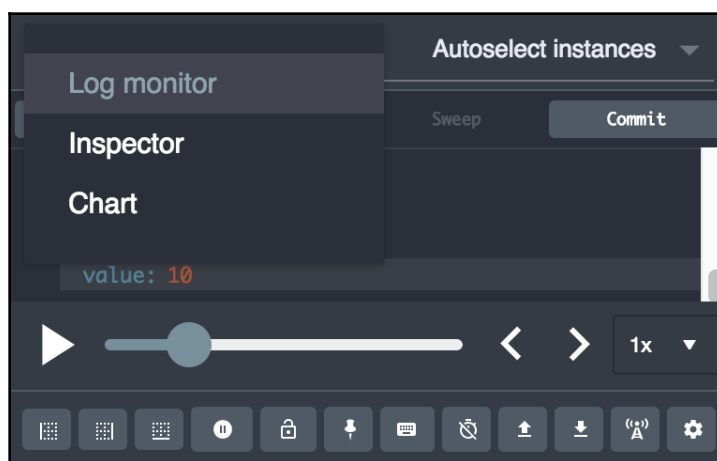 Autoselect instances
Log monitor
Sweep
Commit
Inspector
Chart
value: 10
1x